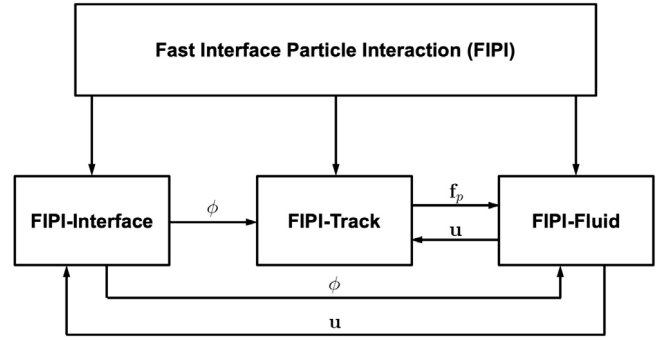 Fast Interface Particle Interaction (FIPI)
f_p
FIPI-Interface
ϕ
FIPI-Track
u
FIPI-Fluid
ϕ
u